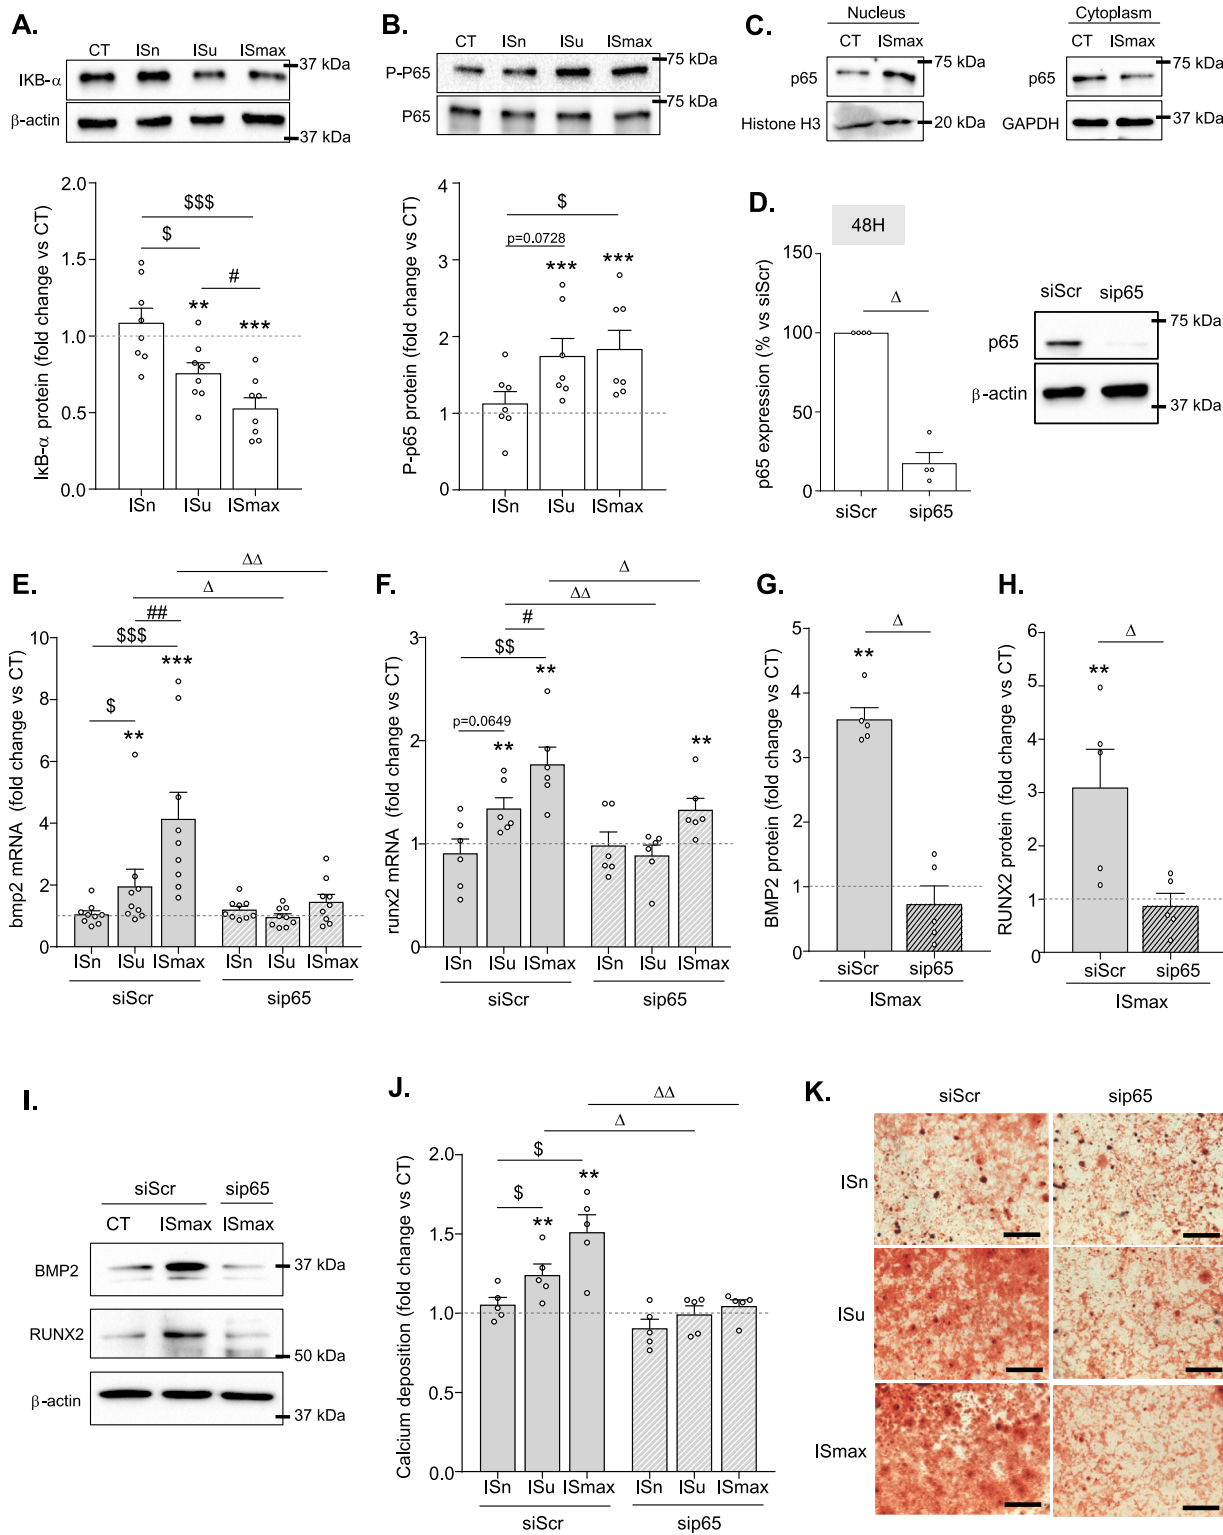 A.
CT ISn ISu ISmax
IKB-α
37 kDa
β-actin
37 kDa
IκB-α protein (fold change vs CT)
2.0
1.5
1.0
0.5
0.0
$$$
$
#
**
***
ISn ISu ISmax
B.
CT ISn ISu ISmax
P-P65
75 kDa
P65
75 kDa
P-p65 protein (fold change vs CT)
4
3
2
1
0
$
p=0.0728
***
***
ISn ISu ISmax
C.
Nucleus
CT ISmax
p65
75 kDa
Histone H3
20 kDa
Cytoplasm
CT ISmax
p65
75 kDa
GAPDH
37 kDa
D.
48H
p65 expression (% vs siScr)
150
100
50
0
Δ
siScr sip65
siScr sip65
p65
75 kDa
β-actin
37 kDa
E.
bmp2 mRNA (fold change vs CT)
10
8
6
4
2
1
0
ΔΔ
Δ
##
$$$
***
$
**
ISn ISu ISmax ISn ISu ISmax
siScr sip65
F.
runx2 mRNA (fold change vs CT)
3
2
1
0
Δ
ΔΔ
#
$$
**
p=0.0649
**
**
ISn ISu ISmax ISn ISu ISmax
siScr sip65
G.
BMP2 protein (fold change vs CT)
5
4
3
2
1
0
Δ
**
siScr sip65
ISmax
H.
RUNX2 protein (fold change vs CT)
6
5
4
3
2
1
0
Δ
**
siScr sip65
ISmax
I.
siScr sip65
CT ISmax ISmax
BMP2
37 kDa
RUNX2
50 kDa
β-actin
37 kDa
J.
Calcium deposition (fold change vs CT)
2.0
1.5
1.0
0.5
0.0
ΔΔ
Δ
$
**
$
**
ISn ISu ISmax ISn ISu ISmax
siScr sip65
K.
siScr sip65
ISn
ISu
ISmax